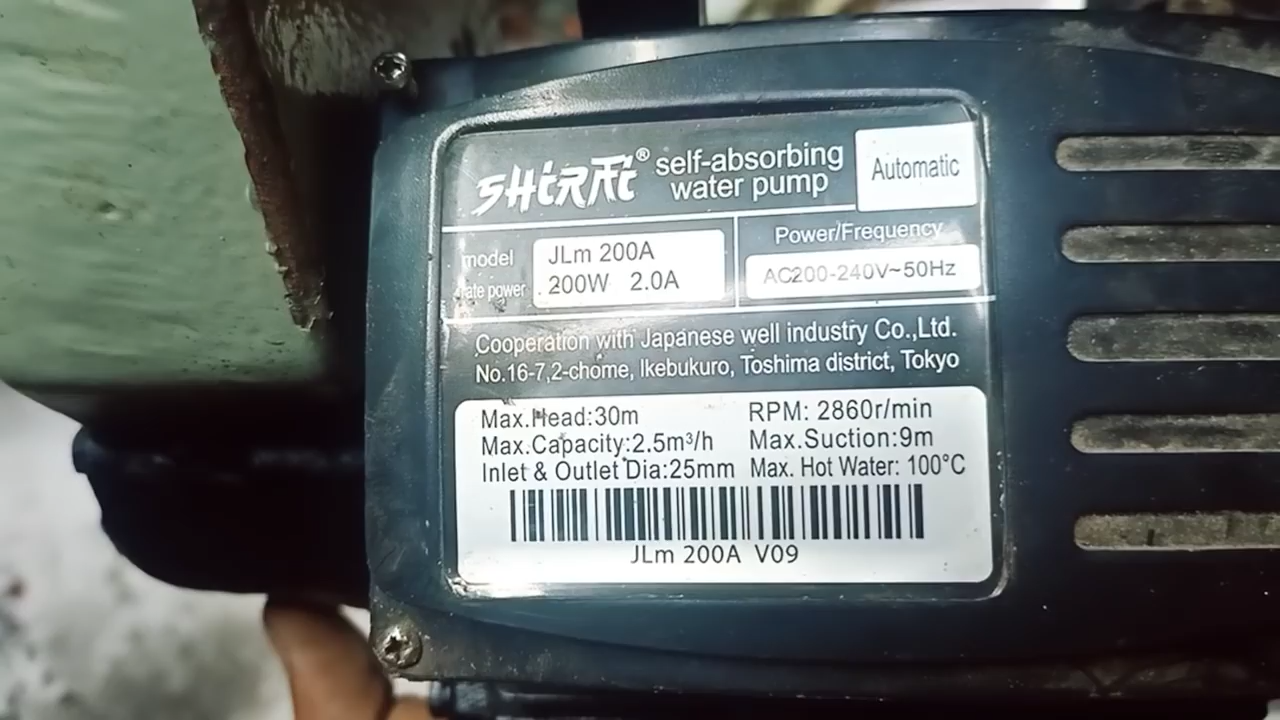 SHIRAI® self-absorbing
water pump
Automatic
model JLm 200A
rate power 200W 2.0A
Power/Frequency
AC200-240V~50Hz
Cooperation with Japanese well industry Co.,Ltd.
No.16-7,2-chome, Ikebukuro, Toshima district, Tokyo
Max.Head:30m RPM: 2860r/min
Max.Capacity:2.5m³/h Max.Suction:9m
Inlet & Outlet Dia:25mm Max. Hot Water: 100°C
JLm 200A V09